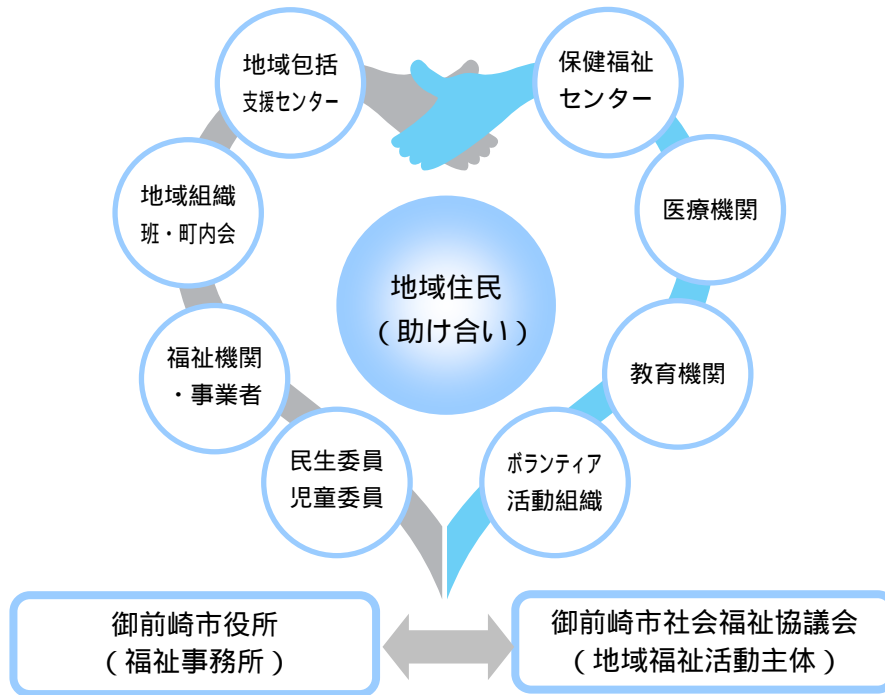 地域包括
支援センター
保健福祉
センター
地域組織
班・町内会
医療機関
地域住民
（助け合い）
福祉機関
・事業者
教育機関
民生委員
児童委員
ボランティア
活動組織
御前崎市役所
（福祉事務所）
御前崎市社会福祉協議会
（地域福祉活動主体）